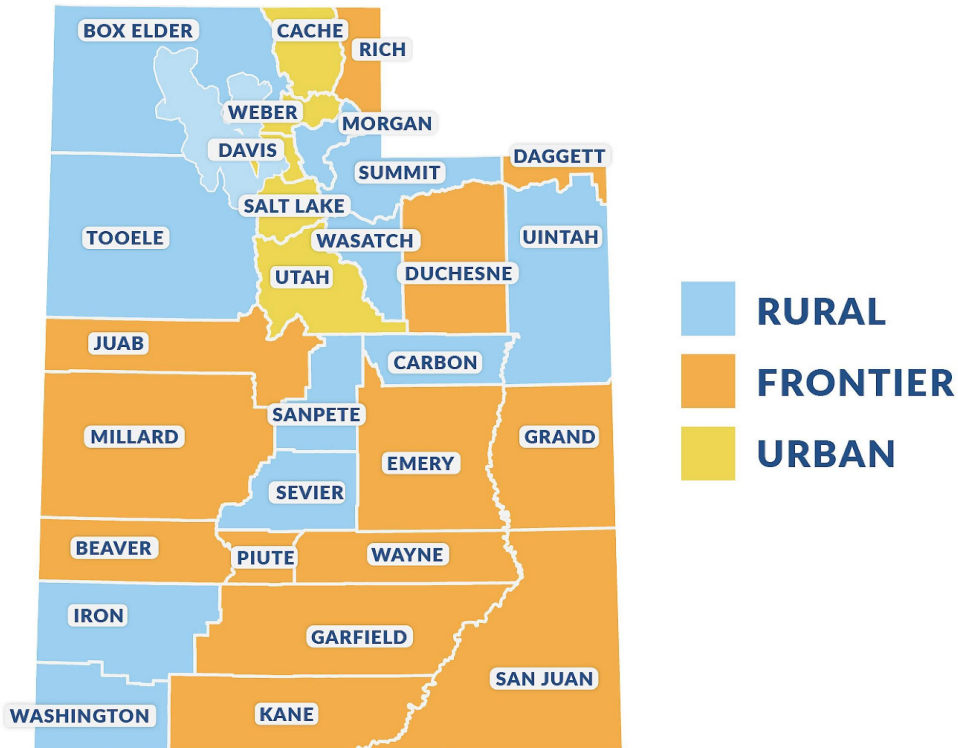 BOX ELDER
CACHE
RICH
WEBER
MORGAN
DAVIS
SUMMIT
DAGGETT
SALT LAKE
TOOELE
WASATCH
UINTAH
UTAH
DUCHESNE
JUAB
CARBON
SANPETE
MILLARD
EMERY
GRAND
SEVIER
BEAVER
PIUTE
WAYNE
IRON
GARFIELD
SAN JUAN
WASHINGTON
KANE
RURAL
FRONTIER
URBAN